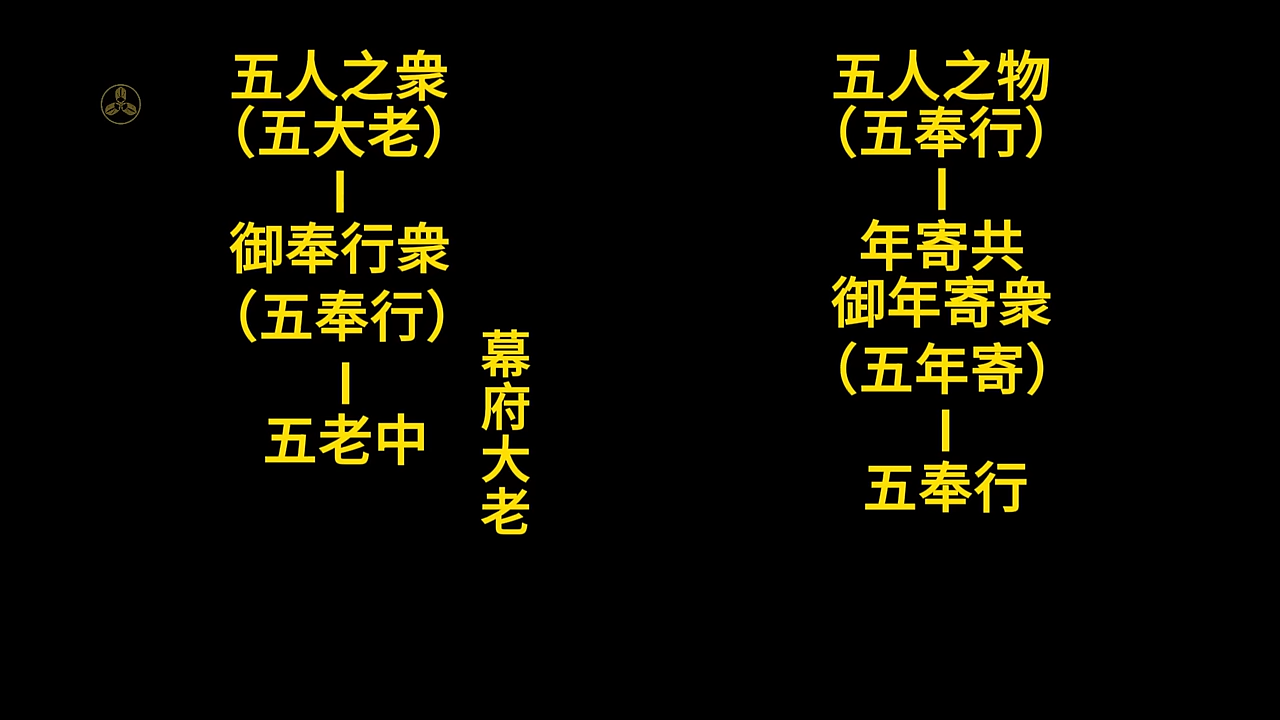 五人之衆
（五大老）
御奉行衆
（五奉行）
五老中
幕府大老
五人之物
（五奉行）
年寄共
御年寄衆
（五年寄）
五奉行